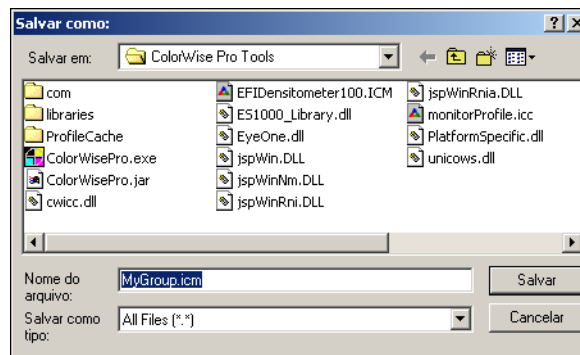 Salvar como:
Salvar em: ColorWise Pro Tools
com
libraries
ProfileCache
ColorWisePro.exe
ColorWisePro.jar
cwicc.dll
EFIDensitometer100.ICM
ES1000_Library.dll
EyeOne.dll
jspWin.DLL
jspWinNm.DLL
jspWinRni.DLL
jspWinRnia.DLL
monitorProfile.icc
PlatformSpecific.dll
unicows.dll
Nome do arquivo: MyGroup.icm Salvar
Salvar como tipo: All Files (*.*) Cancelar